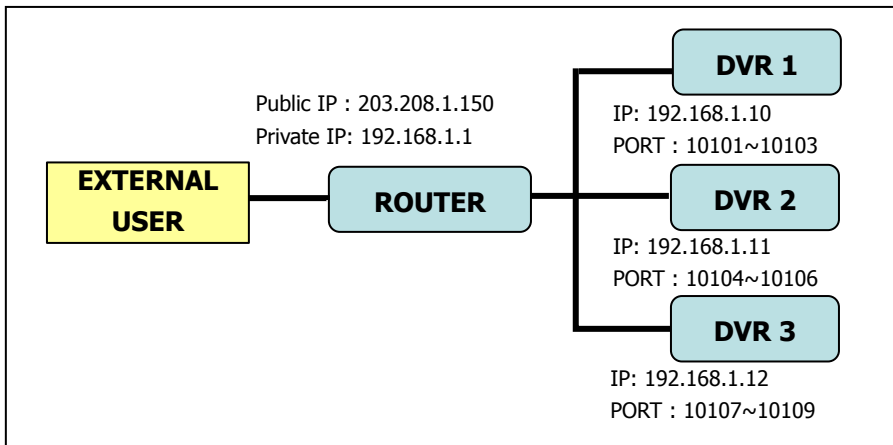 DVR 1
Public IP : 203.208.1.150
Private IP: 192.168.1.1
IP: 192.168.1.10
PORT : 10101~10103
EXTERNAL
USER
ROUTER
DVR 2
IP: 192.168.1.11
PORT : 10104~10106
DVR 3
IP: 192.168.1.12
PORT : 10107~10109